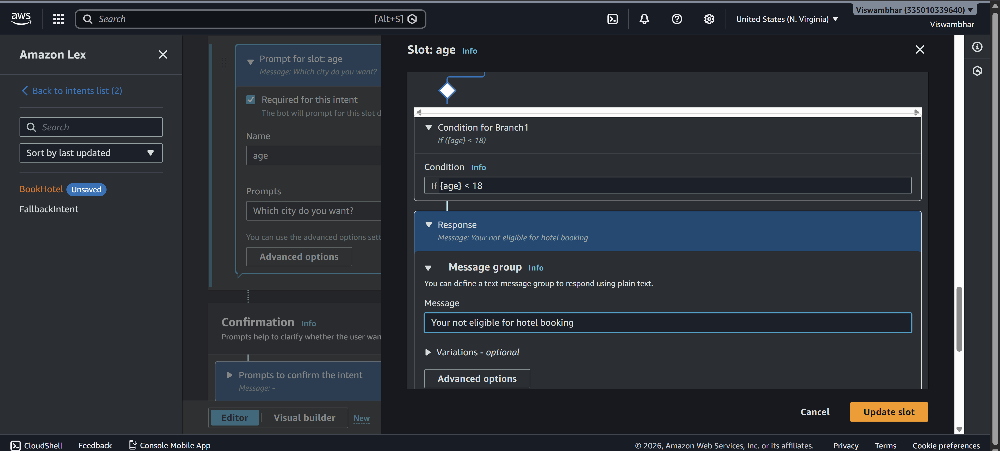 aws
Search
[Alt+S]
United States (N. Virginia)
Viswambhar (335010339640)
Viswambhar
Amazon Lex
Back to intents list (2)
Search
Sort by last updated
BookHotel
Unsaved
FallbackIntent
Prompt for slot: age
Message: Which city do you want?
Required for this intent
The bot will prompt for this slot d
Name
age
Prompts
Which city do you want?
You can use the advanced options sett
Advanced options
Confirmation Info
Prompts help to clarify whether the user wan
Prompts to confirm the intent
Message: -
Editor
Visual builder
New
Slot: age Info
Condition for Branch1
If ({age} < 18)
Condition Info
If {age} < 18
Response
Message: Your not eligible for hotel booking
Message group Info
You can define a text message group to respond using plain text.
Message
Your not eligible for hotel booking
Variations - optional
Advanced options
Cancel
Update slot
CloudShell
Feedback
Console Mobile App
© 2026, Amazon Web Services, Inc. or its affiliates.
Privacy
Terms
Cookie preferences